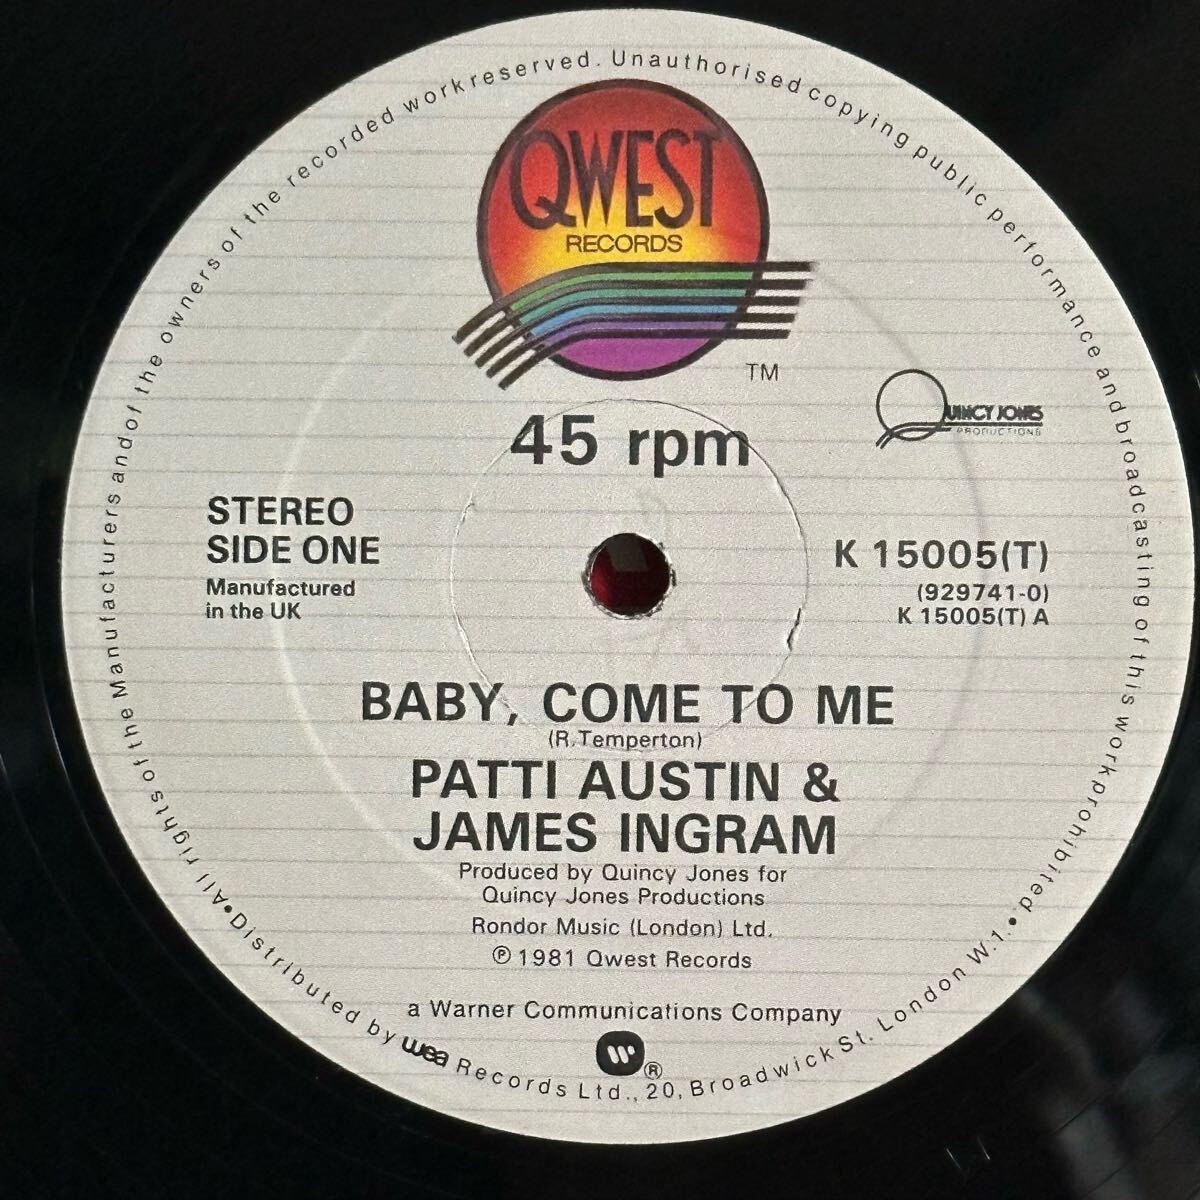 QWEST
RECORDS
TM
QUINCY JONES
PRODUCTIONS
45 rpm
STEREO
SIDE ONE
Manufactured
in the UK
K 15005(T)
(929741-0)
K 15005(T) A
BABY, COME TO ME
(R.Temperton)
PATTI AUSTIN &
JAMES INGRAM
Produced by Quincy Jones for
Quincy Jones Productions
Rondor Music (London) Ltd.
℗ 1981 Qwest Records
a Warner Communications Company
®
All rights of the Manufacturers and of the owners of the recorded work reserved. Unauthorised copying public performance and broadcasting of this work prohibited.
•Distributed by wea Records Ltd., 20, Broadwick St. London W.1.•